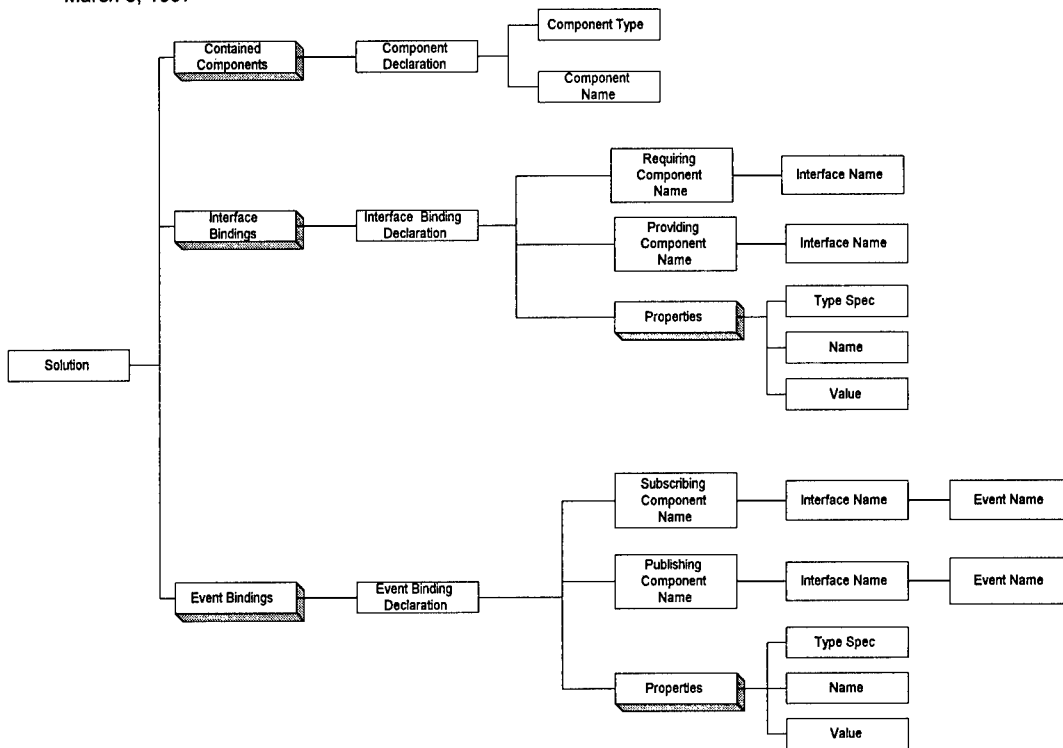 Contained
Components
Component
Declaration
Component Type
Component
Name
Interface
Bindings
Interface Binding
Declaration
Requiring
Component
Name
Interface Name
Providing
Component
Name
Interface Name
Properties
Type Spec
Name
Value
Solution
Event Bindings
Event Binding
Declaration
Subscribing
Component
Name
Interface Name
Event Name
Publishing
Component
Name
Interface Name
Event Name
Properties
Type Spec
Name
Value